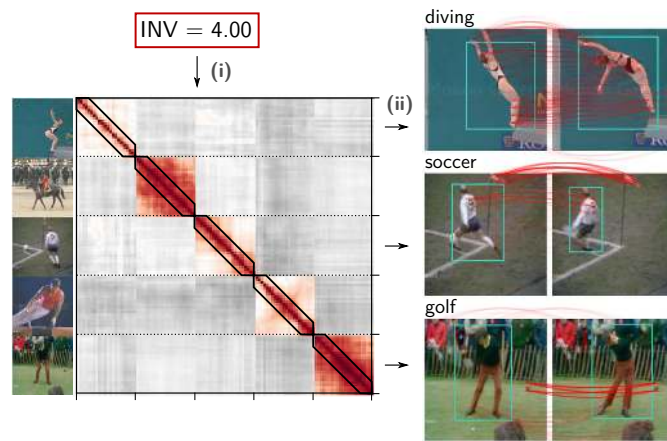 INV = 4.00
(i)
(ii)
diving
soccer
golf